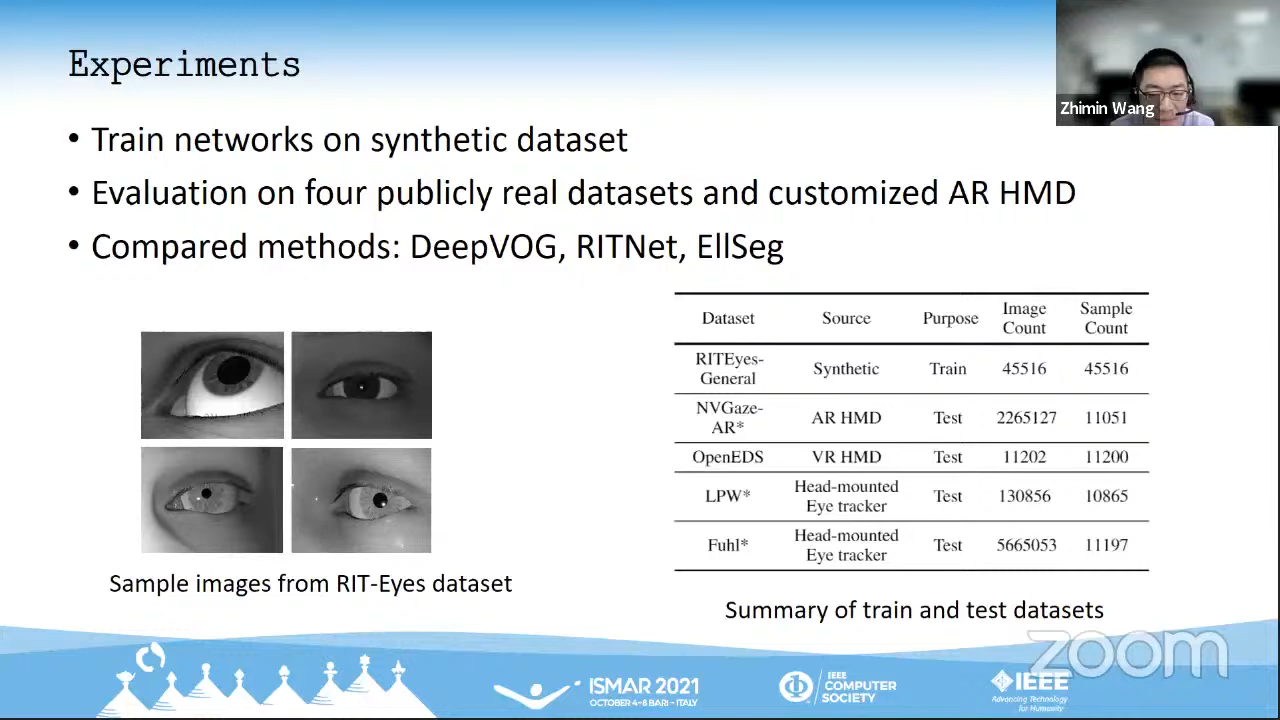 Experiments
Zhimin Wang
• Train networks on synthetic dataset
• Evaluation on four publicly real datasets and customized AR HMD
• Compared methods: DeepVOG, RITNet, EllSeg
Dataset Source Purpose Image Count Sample Count
RITEyes-General Synthetic Train 45516 45516
NVGaze-AR* AR HMD Test 2265127 11051
OpenEDS VR HMD Test 11202 11200
LPW* Head-mounted Eye tracker Test 130856 10865
Fuhl* Head-mounted Eye tracker Test 5665053 11197
Sample images from RIT-Eyes dataset
Summary of train and test datasets
zoom
ISMAR 2021
OCTOBER 4-8 BARI - ITALY
IEEE
COMPUTER
SOCIETY
IEEE
Advancing Technology
for Humanity